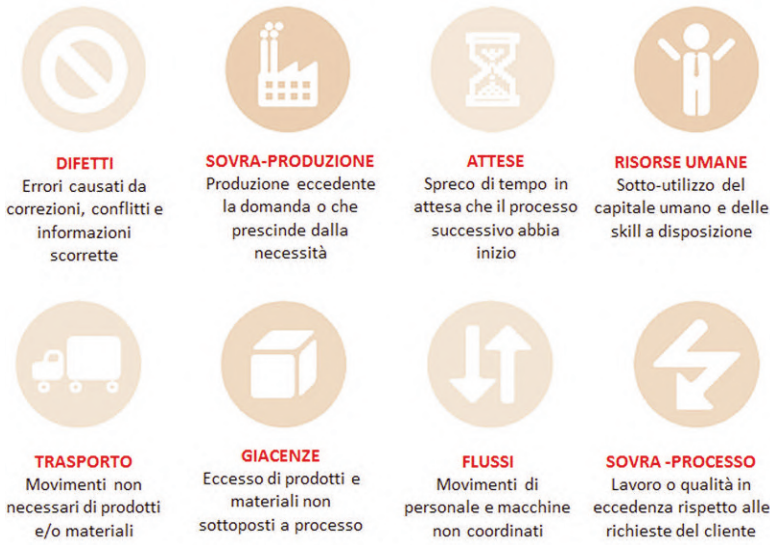 DIFETTI
Errori causati da
correzioni, conflitti e
informazioni
scorrette
SOVRA-PRODUZIONE
Produzione eccedente
la domanda o che
prescinde dalla
necessità
ATTESE
Spreco di tempo in
attesa che il processo
successivo abbia
inizio
RISORSE UMANE
Sotto-utilizzo del
capitale umano e delle
skill a disposizione
TRASPORTO
Movimenti non
necessari di prodotti
e/o materiali
GIACENZE
Eccesso di prodotti e
materiali non
sottoposti a processo
FLUSSI
Movimenti di
personale e macchine
non coordinati
SOVRA -PROCESSO
Lavoro o qualità in
eccedenza rispetto alle
richieste del cliente